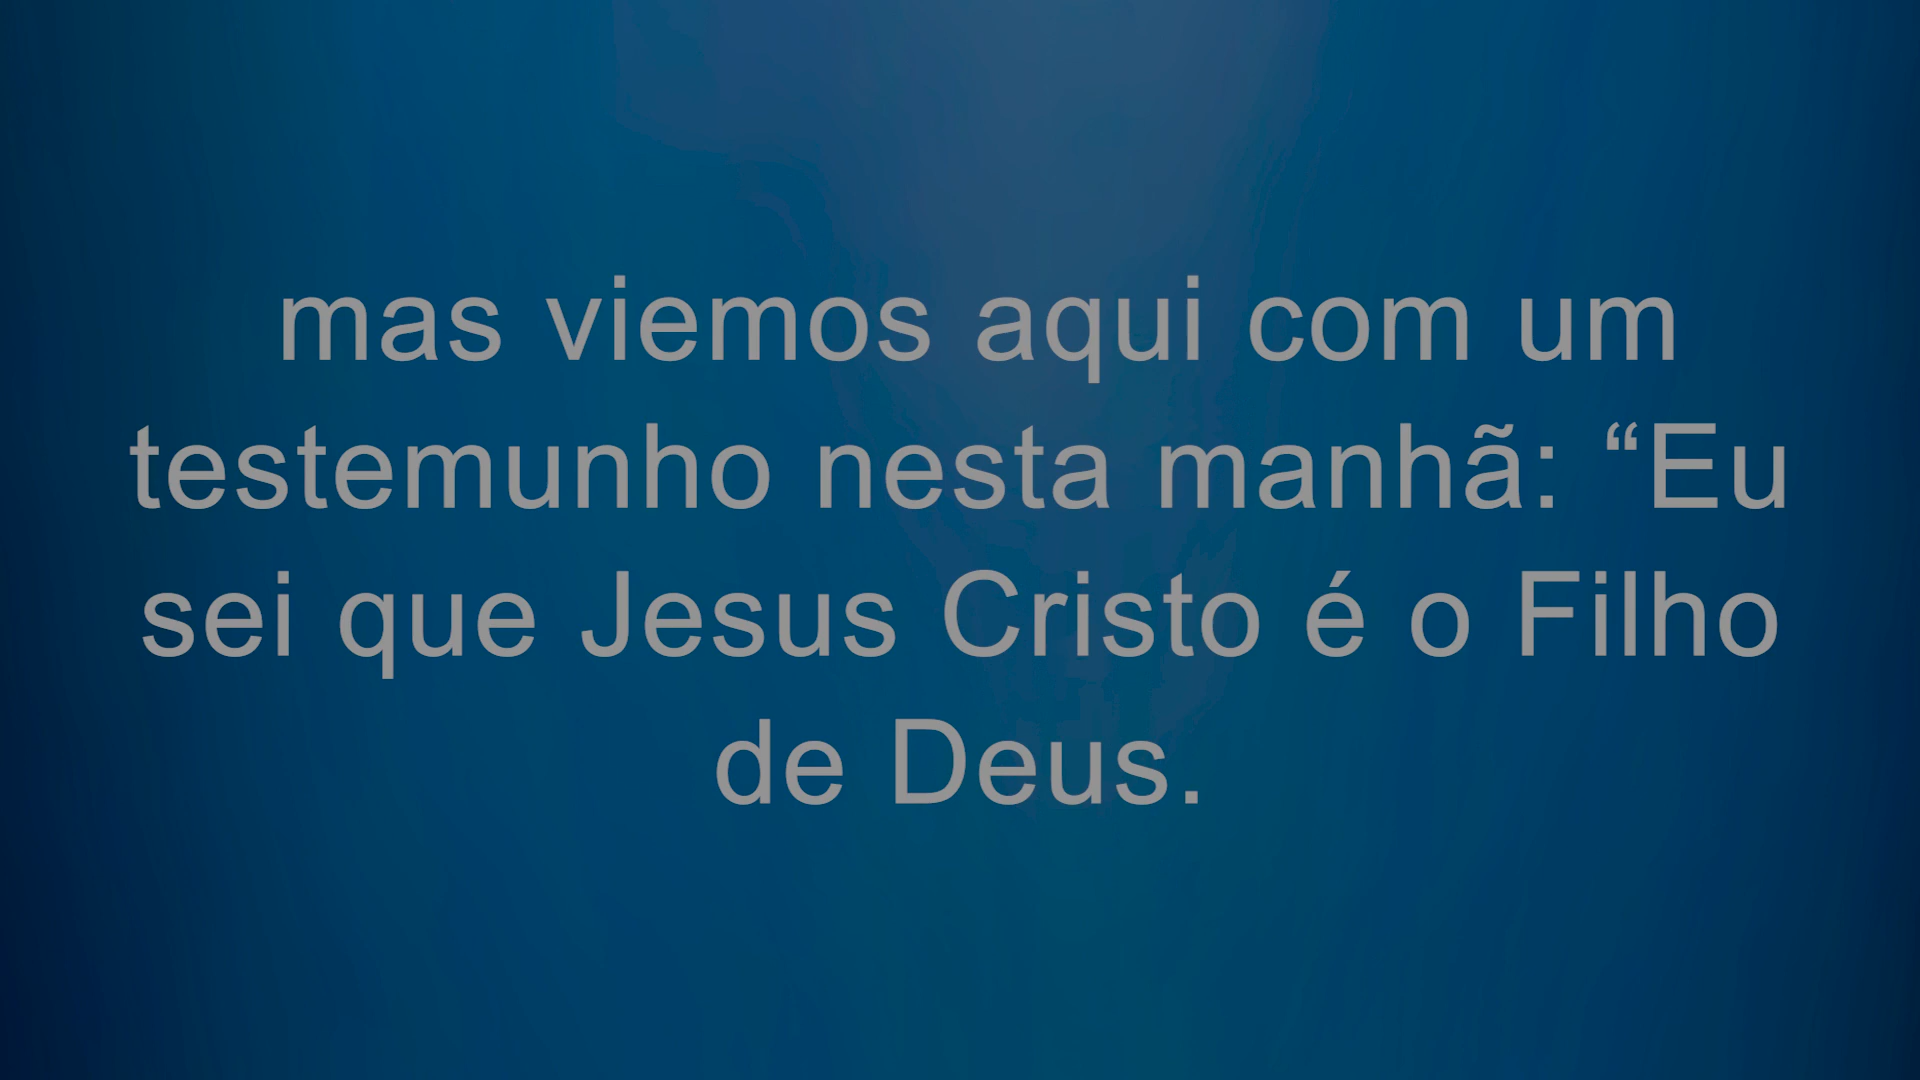 mas viemos aqui com um
testemunho nesta manhã: “Eu
sei que Jesus Cristo é o Filho
de Deus.